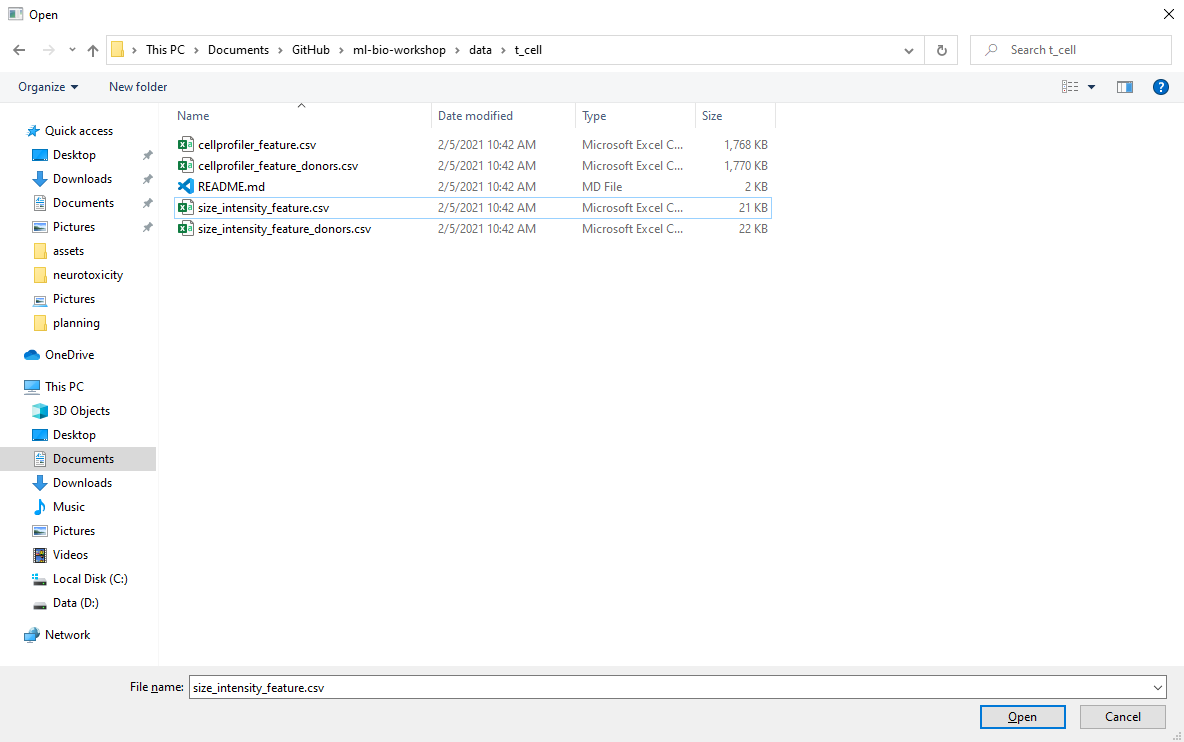 Open
This PC > Documents > GitHub > ml-bio-workshop > data > t_cell
Search t_cell
Organize
New folder
?
Name
Date modified
Type
Size
cellprofiler_feature.csv 2/5/2021 10:42 AM Microsoft Excel C... 1,768 KB
cellprofiler_feature_donors.csv 2/5/2021 10:42 AM Microsoft Excel C... 1,770 KB
README.md 2/5/2021 10:42 AM MD File 2 KB
size_intensity_feature.csv 2/5/2021 10:42 AM Microsoft Excel C... 21 KB
size_intensity_feature_donors.csv 2/5/2021 10:42 AM Microsoft Excel C... 22 KB
Quick access
Desktop
Downloads
Documents
Pictures
assets
neurotoxicity
Pictures
planning
OneDrive
This PC
3D Objects
Desktop
Documents
Downloads
Music
Pictures
Videos
Local Disk (C:)
Data (D:)
Network
File name: size_intensity_feature.csv
Open
Cancel